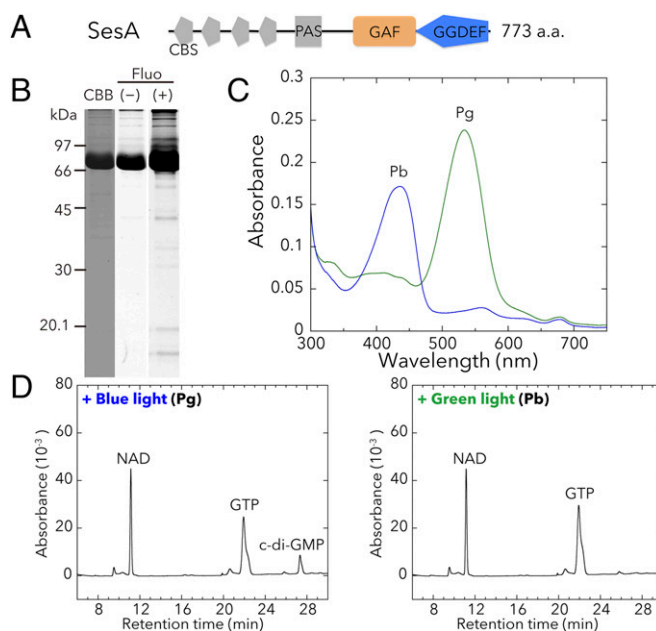 A
SesA
CBS
PAS
GAF
GGDEF
773 a.a.
B
Fluo
CBB (−) (+)
kDa
97
66
45
30
20.1
C
0.3
0.25
0.2
0.15
0.1
0.05
0
Absorbance
Pb
Pg
300 400 500 600 700
Wavelength (nm)
D
80
60
40
20
0
Absorbance (10-3)
+ Blue light (Pg)
NAD
GTP
c-di-GMP
8 12 16 20 24 28
Retention time (min)
80
60
40
20
0
Absorbance (10-3)
+ Green light (Pb)
NAD
GTP
8 12 16 20 24 28
Retention time (min)